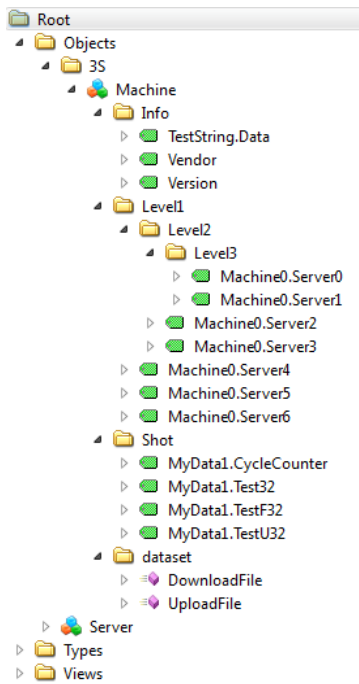 Root
Objects
3S
Machine
Info
TestString.Data
Vendor
Version
Level1
Level2
Level3
Machine0.Server0
Machine0.Server1
Machine0.Server2
Machine0.Server3
Machine0.Server4
Machine0.Server5
Machine0.Server6
Shot
MyData1.CycleCounter
MyData1.Test32
MyData1.TestF32
MyData1.TestU32
dataset
DownloadFile
UploadFile
Server
Types
Views